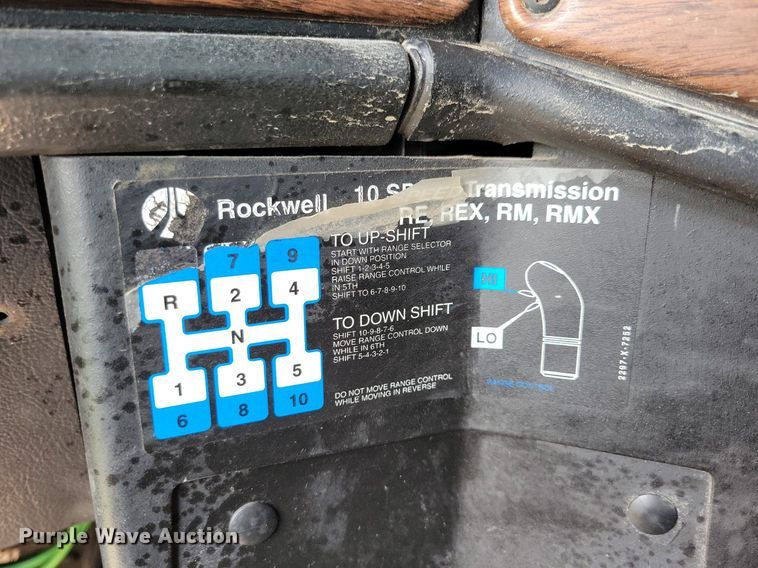 Rockwell 10 SPEED Transmission
RE, REX, RM, RMX
TO UP-SHIFT
START WITH RANGE SELECTOR
IN DOWN POSITION
SHIFT 1-2-3-4-5
RAISE RANGE CONTROL WHILE
IN 5TH
SHIFT TO 6-7-8-9-10
TO DOWN SHIFT
SHIFT 10-9-8-7-6
MOVE RANGE CONTROL DOWN
WHILE IN 6TH
SHIFT 5-4-3-2-1
DO NOT MOVE RANGE CONTROL
WHILE MOVING IN REVERSE
7 9
R 2 4
N
1 3 5
6 8 10
HI
LO
RANGE CONTROL
2297-X-7252
Purple Wave Auction